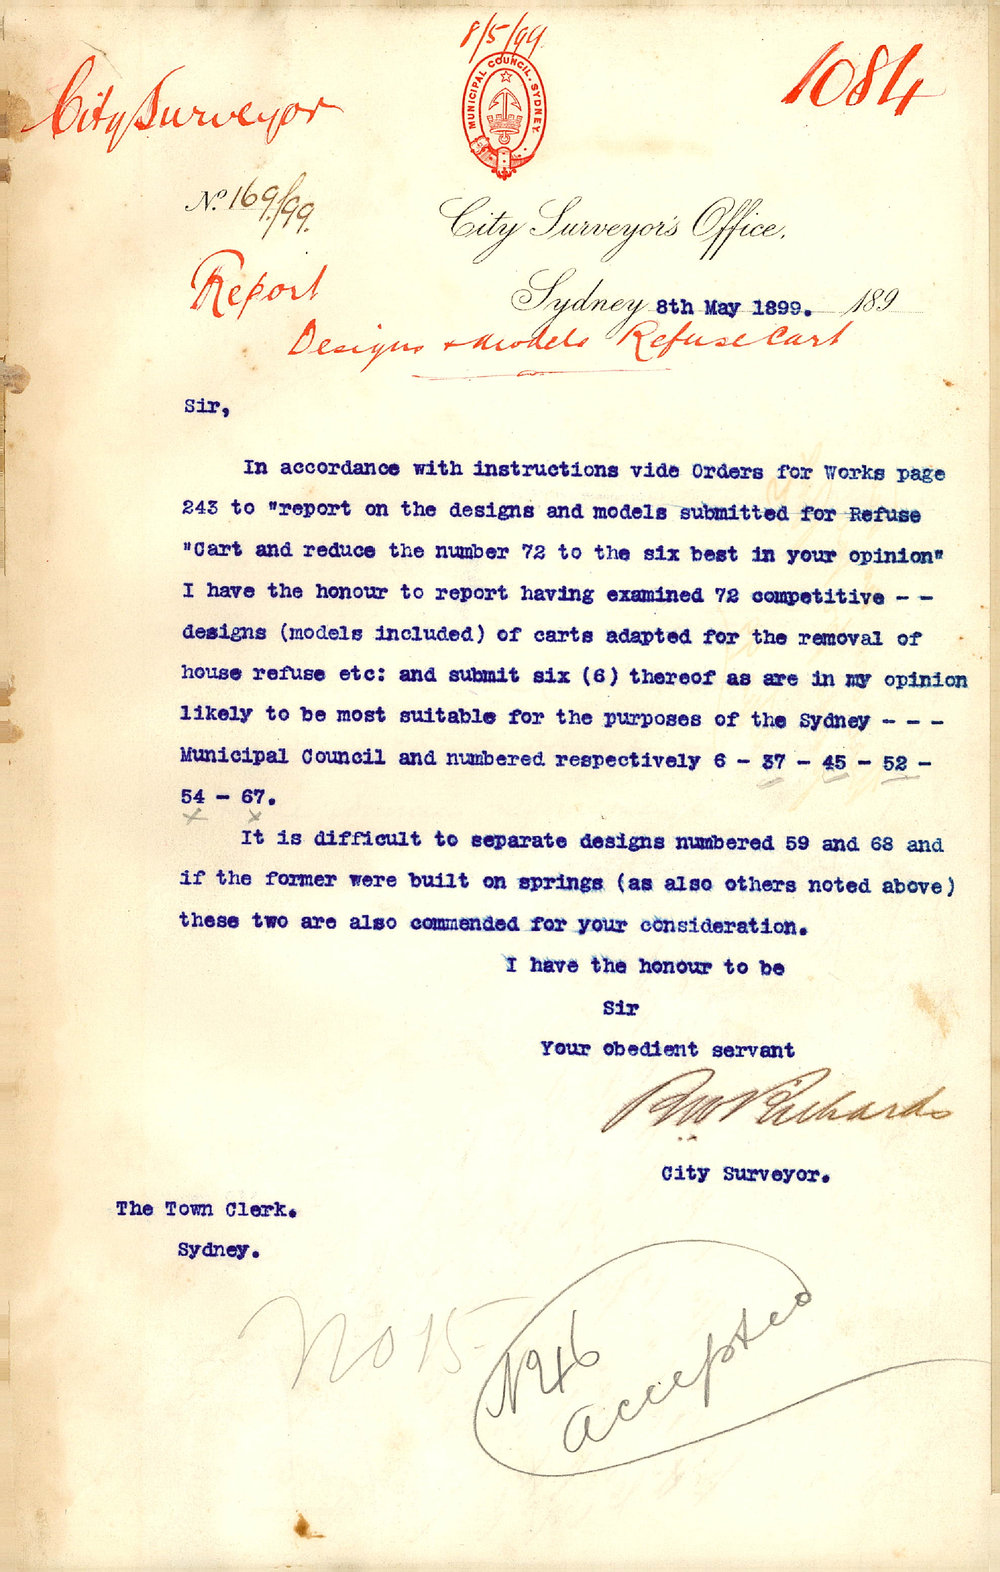 8/5/99
MUNICIPAL COUNCIL. SYDNEY.
1084
City Surveyor
No. 169/99.
City Surveyor's Office.
Report
Sydney 8th May 1899. 189
Designs & Models Refuse Cart
Sir,
In accordance with instructions vide Orders for Works page
243 to "report on the designs and models submitted for Refuse
"Cart and reduce the number 72 to the six best in your opinion"
I have the honour to report having examined 72 competitive - -
designs (models included) of carts adapted for the removal of
house refuse etc: and submit six (6) thereof as are in my opinion
likely to be most suitable for the purposes of the Sydney - - -
Municipal Council and numbered respectively 6 - 37 - 45 - 52 -
54 - 67.
x x
It is difficult to separate designs numbered 59 and 68 and
if the former were built on springs (as also others noted above)
these two are also commended for your consideration.
I have the honour to be
Sir
Your obedient servant
RW Richards
City Surveyor.
The Town Clerk.
Sydney.
No 15
No 46
accepted